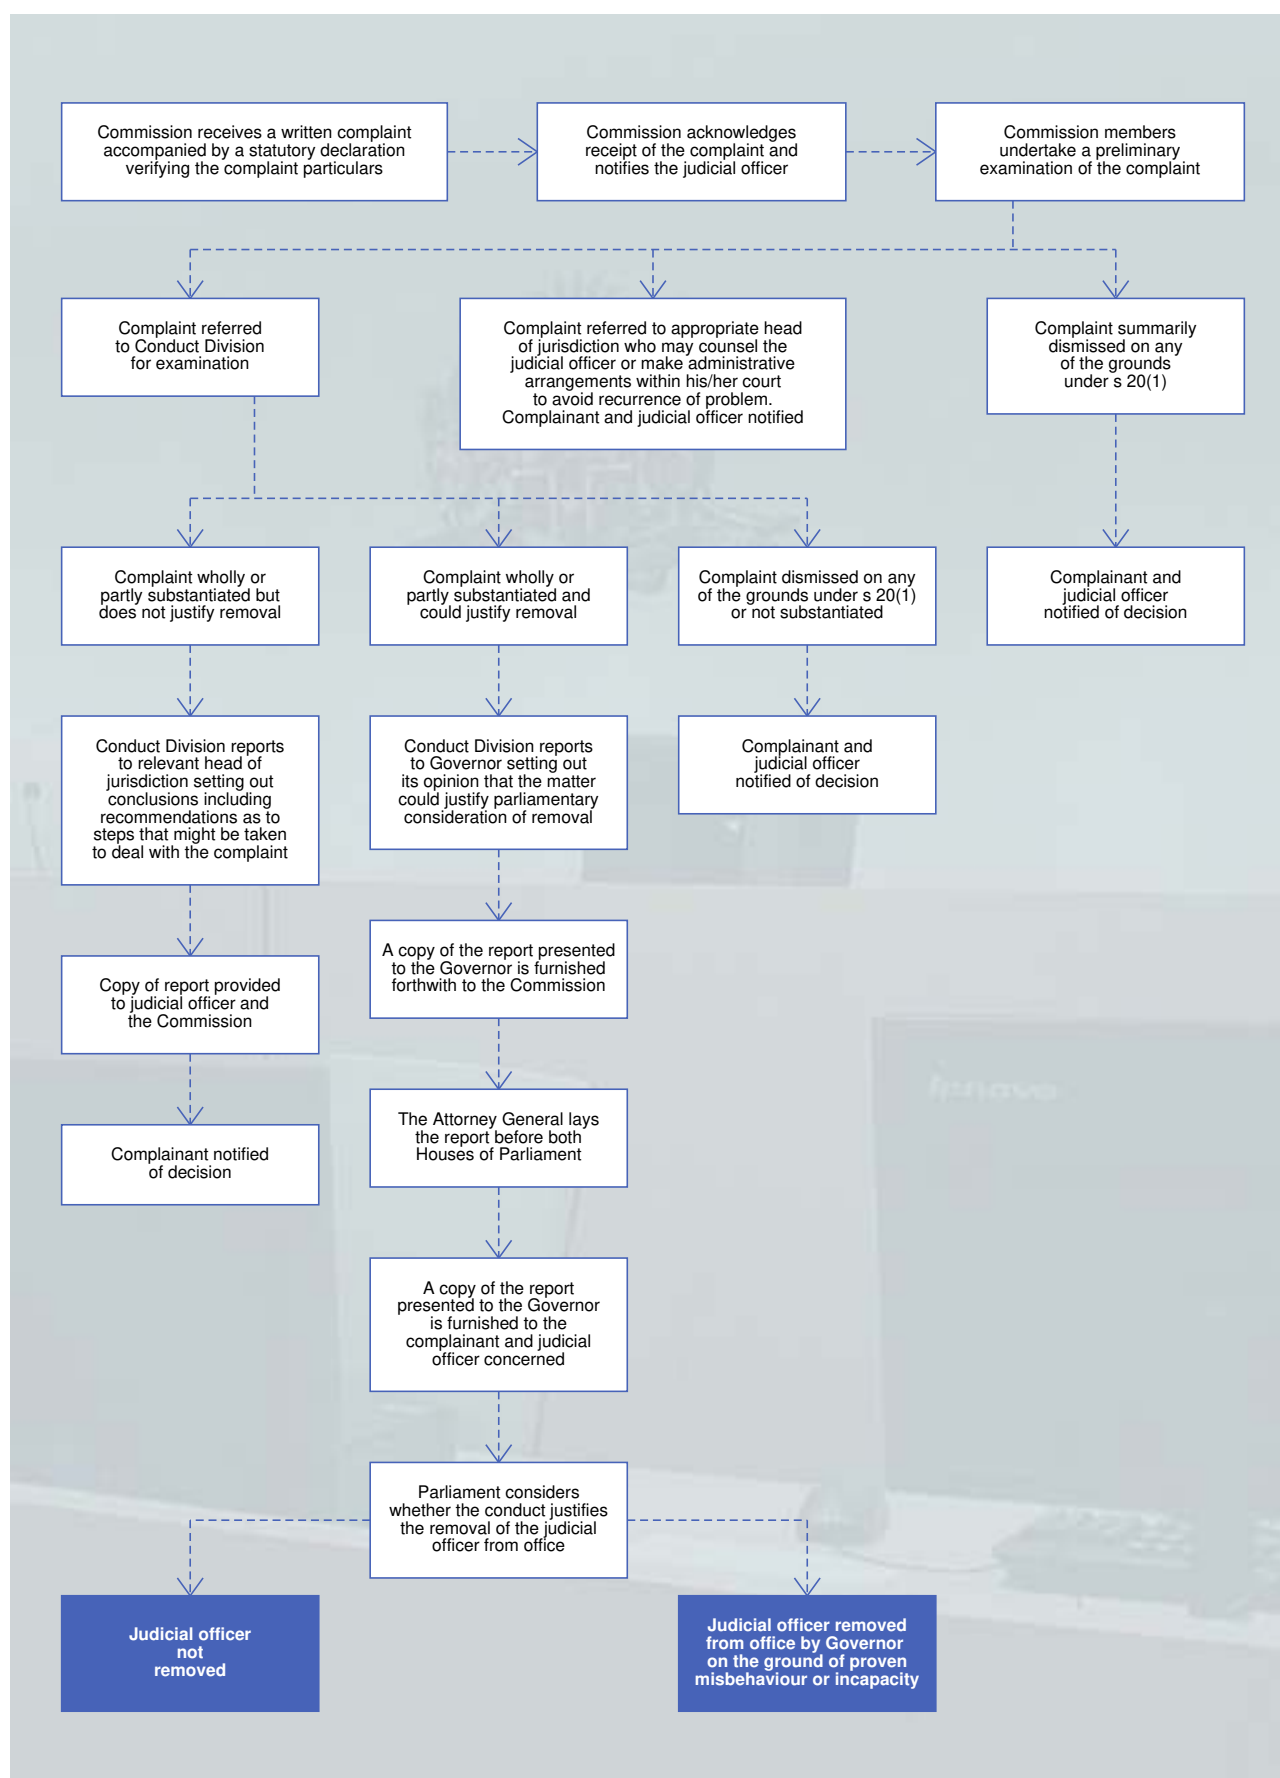 Commission receives a written complaint
accompanied by a statutory declaration
verifying the complaint particulars
Commission acknowledges
receipt of the complaint and
notifies the judicial officer
Commission members
undertake a preliminary
examination of the complaint
Complaint referred
to Conduct Division
for examination
Complaint referred to appropriate head
of jurisdiction who may counsel the
judicial officer or make administrative
arrangements within his/her court
to avoid recurrence of problem.
Complainant and judicial officer notified
Complaint summarily
dismissed on any
of the grounds
under s 20(1)
Complaint wholly or
partly substantiated but
does not justify removal
Complaint wholly or
partly substantiated and
could justify removal
Complaint dismissed on any
of the grounds under s 20(1)
or not substantiated
Complainant and
judicial officer
notified of decision
Conduct Division reports
to relevant head of
jurisdiction setting out
conclusions including
recommendations as to
steps that might be taken
to deal with the complaint
Conduct Division reports
to Governor setting out
its opinion that the matter
could justify parliamentary
consideration of removal
Complainant and
judicial officer
notified of decision
A copy of the report presented
to the Governor is furnished
forthwith to the Commission
Copy of report provided
to judicial officer and
the Commission
The Attorney General lays
the report before both
Houses of Parliament
Complainant notified
of decision
A copy of the report
presented to the Governor
is furnished to the
complainant and judicial
officer concerned
Parliament considers
whether the conduct justifies
the removal of the judicial
officer from office
Judicial officer
not
removed
Judicial officer removed
from office by Governor
on the ground of proven
misbehaviour or incapacity